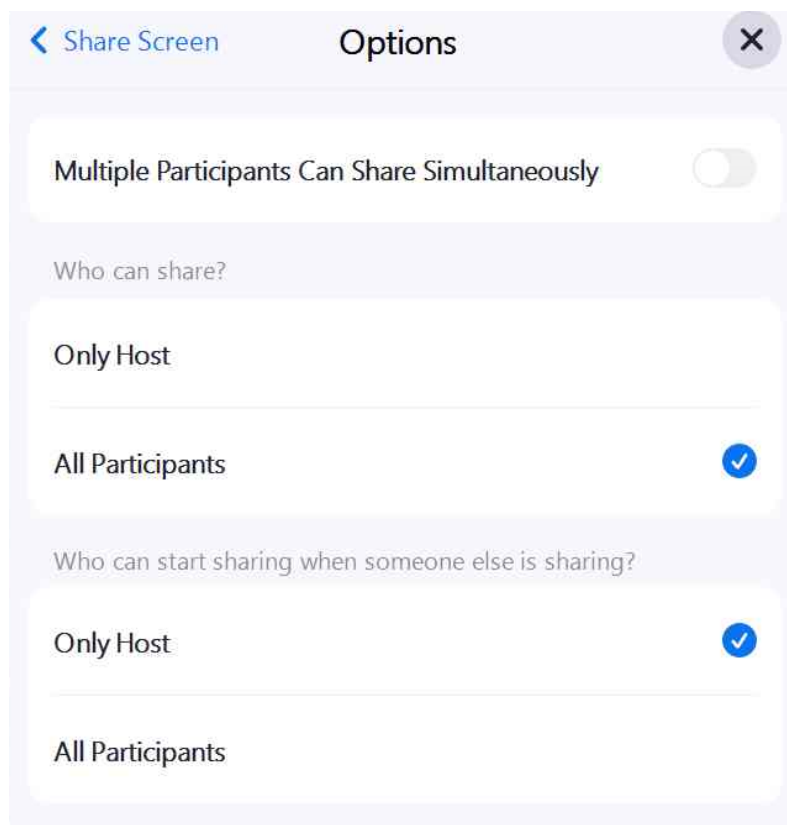 Share Screen Options
Multiple Participants Can Share Simultaneously
Who can share?
Only Host
All Participants
Who can start sharing when someone else is sharing?
Only Host
All Participants